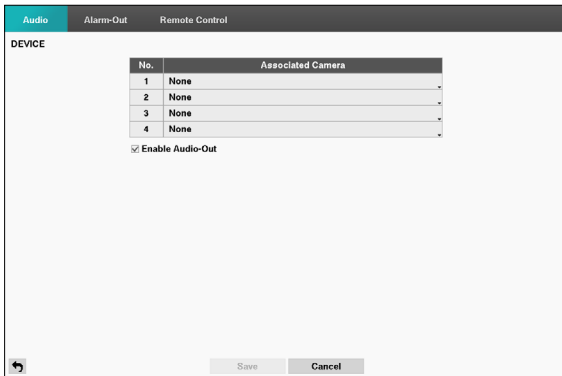 Audio Alarm-Out Remote Control
DEVICE
No. Associated Camera
1 None
2 None
3 None
4 None
Enable Audio-Out
Save Cancel